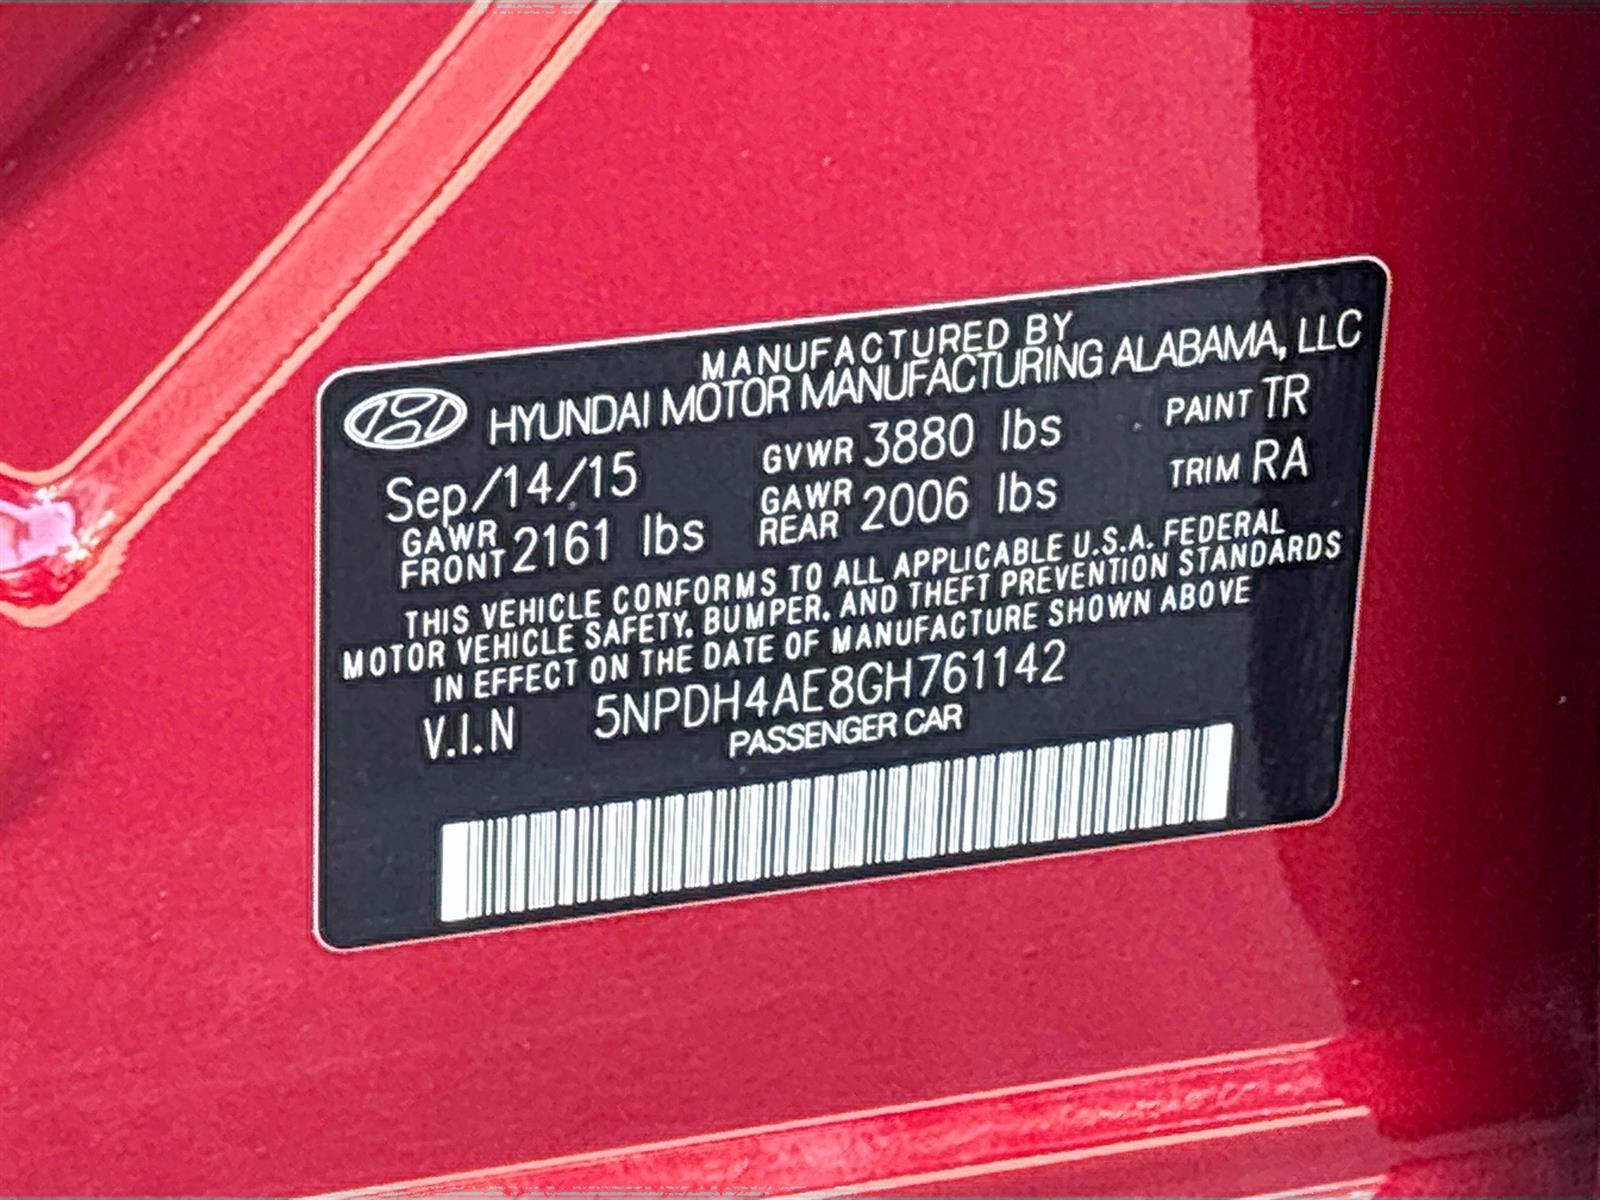 MANUFACTURED BY
HYUNDAI MOTOR MANUFACTURING ALABAMA, LLC
Sep/14/15 GVWR 3880 lbs PAINT TR
GAWR FRONT 2161 lbs GAWR REAR 2006 lbs TRIM RA
THIS VEHICLE CONFORMS TO ALL APPLICABLE U.S.A. FEDERAL
MOTOR VEHICLE SAFETY, BUMPER, AND THEFT PREVENTION STANDARDS
IN EFFECT ON THE DATE OF MANUFACTURE SHOWN ABOVE
V.I.N 5NPDH4AE8GH761142
PASSENGER CAR